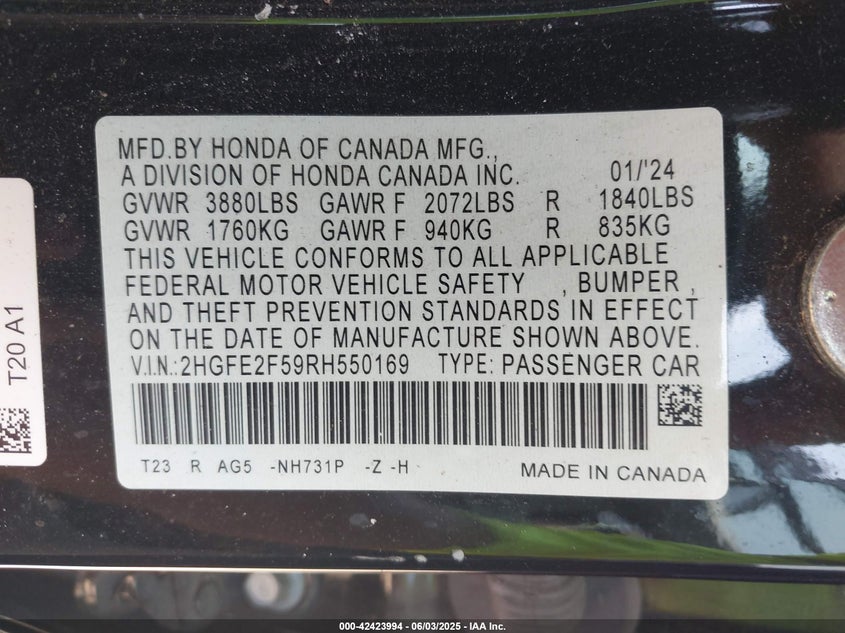 MFD.BY HONDA OF CANADA MFG.,
A DIVISION OF HONDA CANADA INC. 01/'24
GVWR 3880LBS GAWR F 2072LBS R 1840LBS
GVWR 1760KG GAWR F 940KG R 835KG
THIS VEHICLE CONFORMS TO ALL APPLICABLE
FEDERAL MOTOR VEHICLE SAFETY , BUMPER ,
AND THEFT PREVENTION STANDARDS IN EFFECT
ON THE DATE OF MANUFACTURE SHOWN ABOVE.
V.I.N.:2HGFE2F59RH550169 TYPE: PASSENGER CAR
T23 R AG5 -NH731P -Z -H MADE IN CANADA
T20 A1
000-42423994 - 06/03/2025 - IAA Inc.